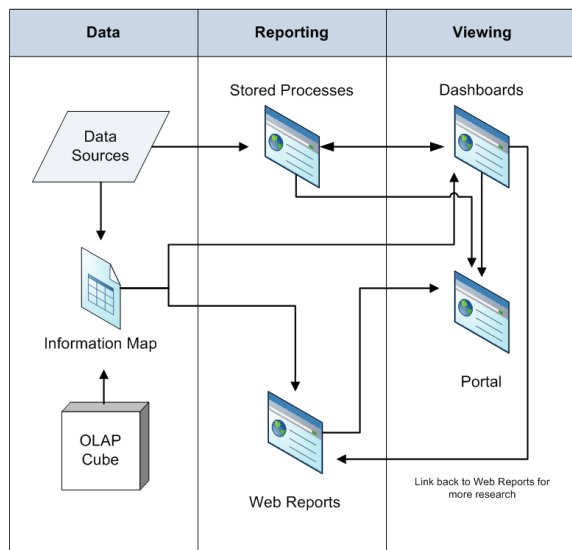 Data
Reporting
Viewing
Stored Processes
Dashboards
Data
Sources
Information Map
Portal
OLAP
Cube
Web Reports
Link back to Web Reports for
more research